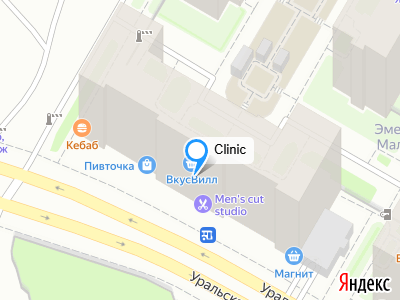 Clinic
Эме
Мал
Кебаб
Пивточка
ВкусВилл
Men's cut
studio
Магнит
Уральск
Яндекс